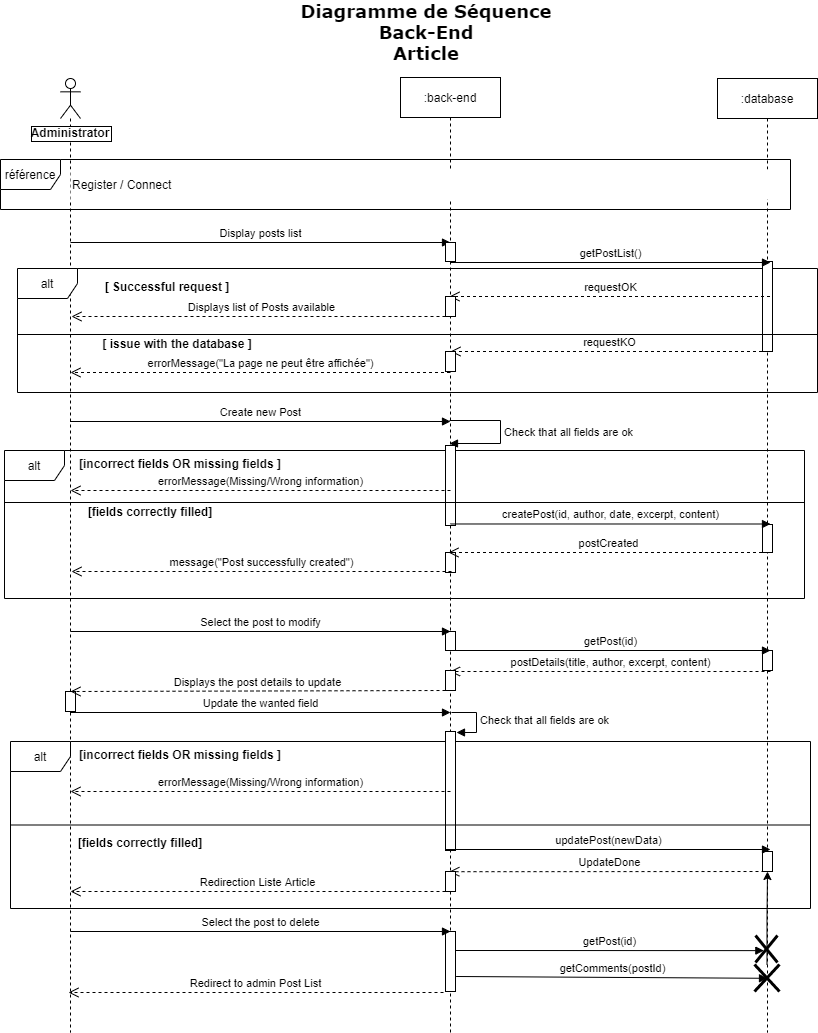 Diagramme de Séquence
Back-End
Article
:back-end
:database
Administrator
référence
Register / Connect
Display posts list
getPostList()
alt
[ Successful request ]
requestOK
Displays list of Posts available
[ issue with the database ]
requestKO
errorMessage("La page ne peut être affichée")
Create new Post
Check that all fields are ok
alt
[incorrect fields OR missing fields ]
errorMessage(Missing/Wrong information)
[fields correctly filled]
createPost(id, author, date, excerpt, content)
postCreated
message("Post successfully created")
Select the post to modify
getPost(id)
postDetails(title, author, excerpt, content)
Displays the post details to update
Update the wanted field
Check that all fields are ok
alt
[incorrect fields OR missing fields ]
errorMessage(Missing/Wrong information)
[fields correctly filled]
updatePost(newData)
UpdateDone
Redirection Liste Article
Select the post to delete
getPost(id)
getComments(postId)
Redirect to admin Post List